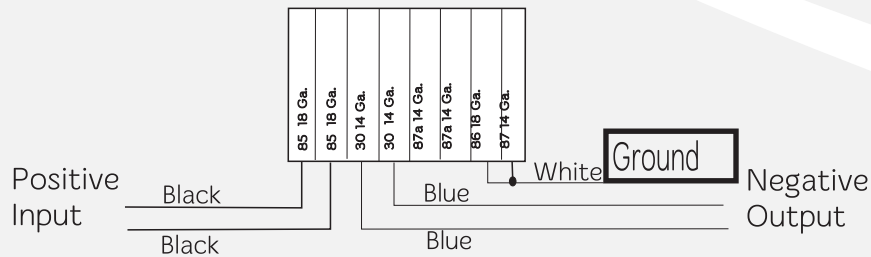 85 18 Ga.
85 18 Ga.
30 14 Ga.
30 14 Ga.
87a 14 Ga.
87a 14 Ga.
86 18 Ga.
87 14 Ga.
Ground
White
Positive
Input
Black
Black
Blue
Blue
Negative
Output